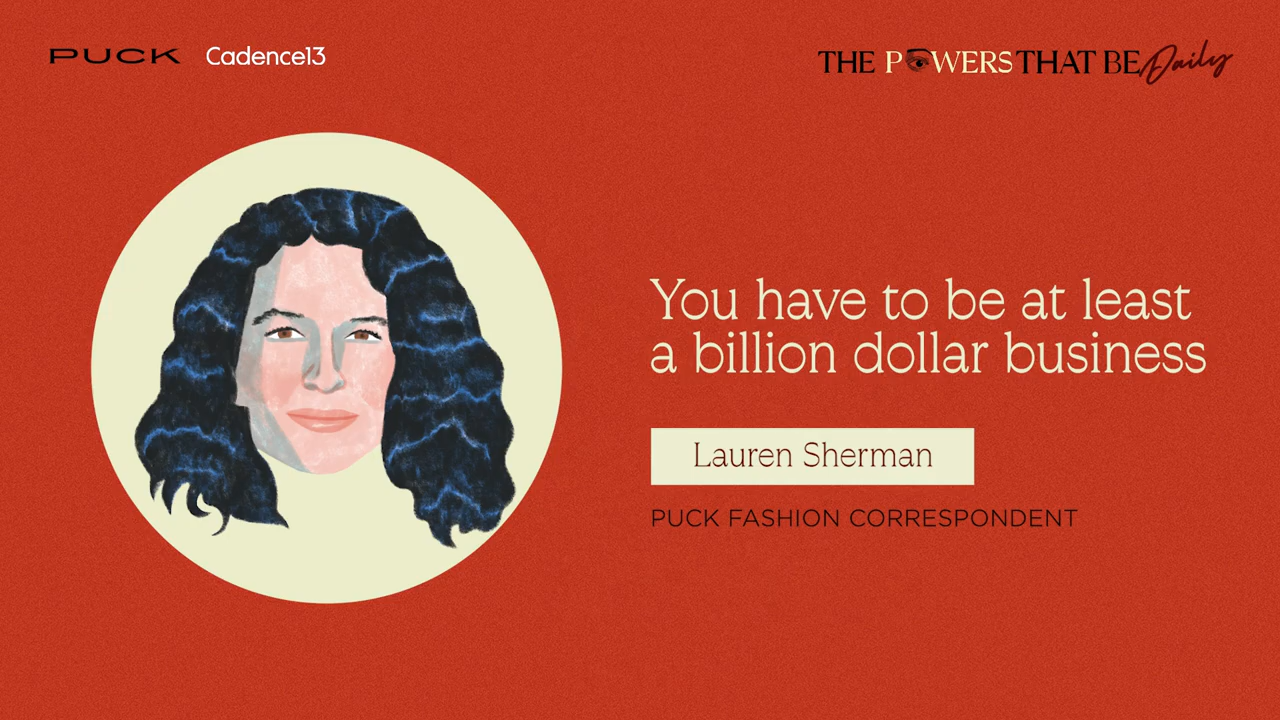 PUCK Cadence13
THE POWERS THAT BE Daily
You have to be at least
a billion dollar business
Lauren Sherman
PUCK FASHION CORRESPONDENT